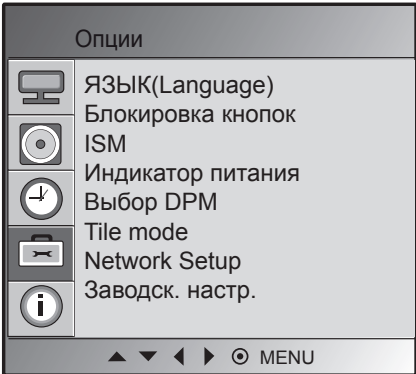 Опции
ЯЗЫК(Language)
Блокировка кнопок
ISM
Индикатор питания
Выбор DPM
Tile mode
Network Setup
Заводск. настр.
MENU